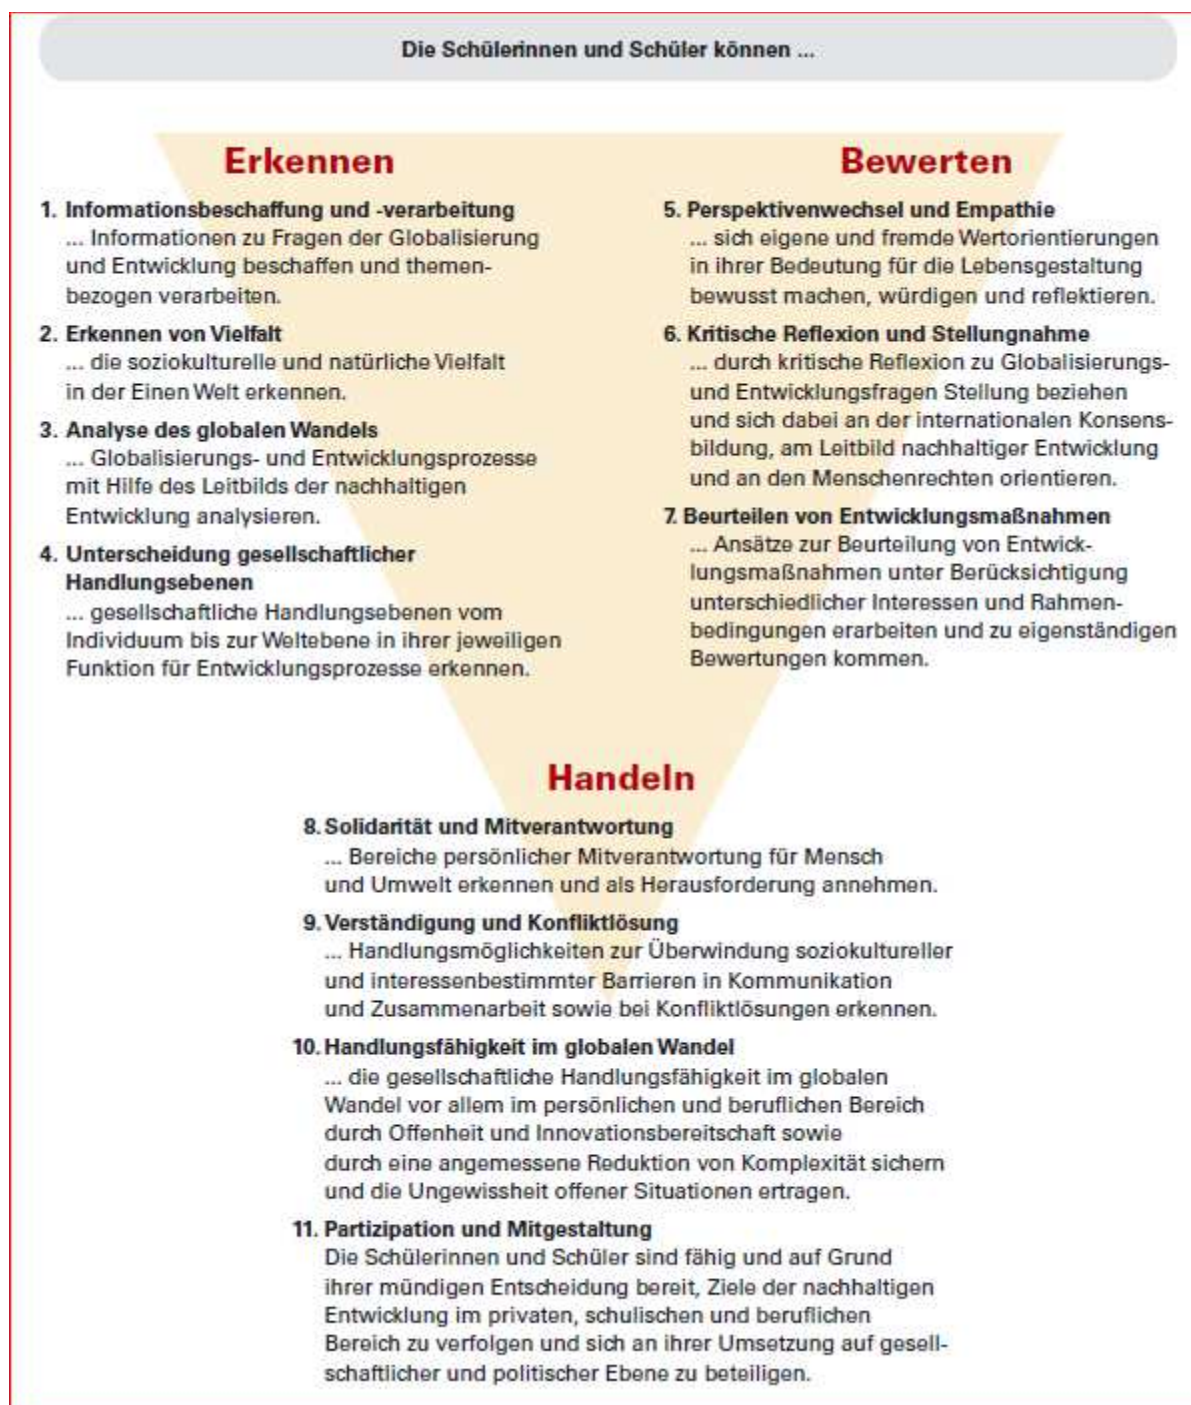 Die Schülerinnen und Schüler können ...
Erkennen
1. Informationsbeschaffung und -verarbeitung
... Informationen zu Fragen der Globalisierung
und Entwicklung beschaffen und themen-
bezogen verarbeiten.
2. Erkennen von Vielfalt
... die soziokulturelle und natürliche Vielfalt
in der Einen Welt erkennen.
3. Analyse des globalen Wandels
... Globalisierungs- und Entwicklungsprozesse
mit Hilfe des Leitbilds der nachhaltigen
Entwicklung analysieren.
4. Unterscheidung gesellschaftlicher
Handlungsebenen
... gesellschaftliche Handlungsebenen vom
Individuum bis zur Weltebene in ihrer jeweiligen
Funktion für Entwicklungsprozesse erkennen.
Bewerten
5. Perspektivenwechsel und Empathie
... sich eigene und fremde Wertorientierungen
in ihrer Bedeutung für die Lebensgestaltung
bewusst machen, würdigen und reflektieren.
6. Kritische Reflexion und Stellungnahme
... durch kritische Reflexion zu Globalisierungs-
und Entwicklungsfragen Stellung beziehen
und sich dabei an der internationalen Konsens-
bildung, am Leitbild nachhaltiger Entwicklung
und an den Menschenrechten orientieren.
7. Beurteilen von Entwicklungsmaßnahmen
... Ansätze zur Beurteilung von Entwick-
lungsmaßnahmen unter Berücksichtigung
unterschiedlicher Interessen und Rahmen-
bedingungen erarbeiten und zu eigenständigen
Bewertungen kommen.
Handeln
8. Solidarität und Mitverantwortung
... Bereiche persönlicher Mitverantwortung für Mensch
und Umwelt erkennen und als Herausforderung annehmen.
9. Verständigung und Konfliktlösung
... Handlungsmöglichkeiten zur Überwindung soziokultureller
und interessenbestimmter Barrieren in Kommunikation
und Zusammenarbeit sowie bei Konfliktlösungen erkennen.
10. Handlungsfähigkeit im globalen Wandel
... die gesellschaftliche Handlungsfähigkeit im globalen
Wandel vor allem im persönlichen und beruflichen Bereich
durch Offenheit und Innovationsbereitschaft sowie
durch eine angemessene Reduktion von Komplexität sichern
und die Ungewissheit offener Situationen ertragen.
11. Partizipation und Mitgestaltung
Die Schülerinnen und Schüler sind fähig und auf Grund
ihrer mündigen Entscheidung bereit, Ziele der nachhaltigen
Entwicklung im privaten, schulischen und beruflichen
Bereich zu verfolgen und sich an ihrer Umsetzung auf gesell-
schaftlicher und politischer Ebene zu beteiligen.